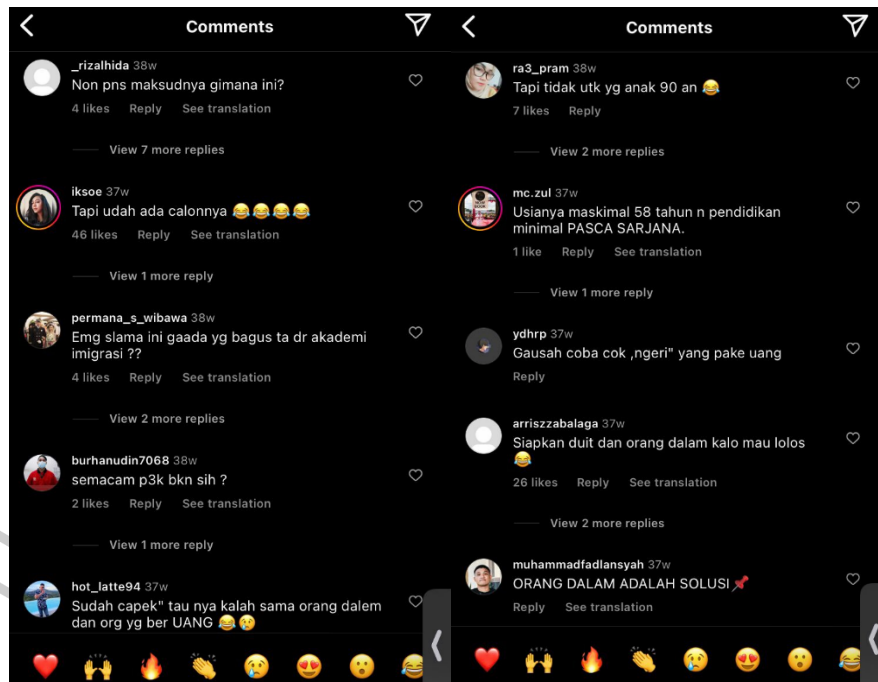 Comments
_rizalhida 38w
Non pns maksudnya gimana ini?
4 likes Reply See translation
View 7 more replies
iksoe 37w
Tapi udah ada calonnya 😂😂😂😂
46 likes Reply See translation
View 1 more reply
permana_s_wibawa 38w
Emg slama ini gaada yg bagus ta dr akademi
imigrasi ??
4 likes Reply See translation
View 2 more replies
burhanudin7068 38w
semacam p3k bkn sih ?
2 likes Reply See translation
View 1 more reply
hot_latte94 37w
Sudah capek" tau nya kalah sama orang dalem
dan org yg ber UANG 😂😢
Comments
ra3_pram 38w
Tapi tidak utk yg anak 90 an 😂
7 likes Reply
View 2 more replies
mc.zul 37w
Usianya maksimal 58 tahun n pendidikan
minimal PASCA SARJANA.
1 like Reply See translation
View 1 more reply
ydhrp 37w
Gausah coba cok ,ngeri" yang pake uang
Reply
arriszzabalaga 37w
Siapkan duit dan orang dalam kalo mau lolos
😂
26 likes Reply See translation
View 2 more replies
muhammadfadlansyah 37w
ORANG DALAM ADALAH SOLUSI📌
Reply See translation